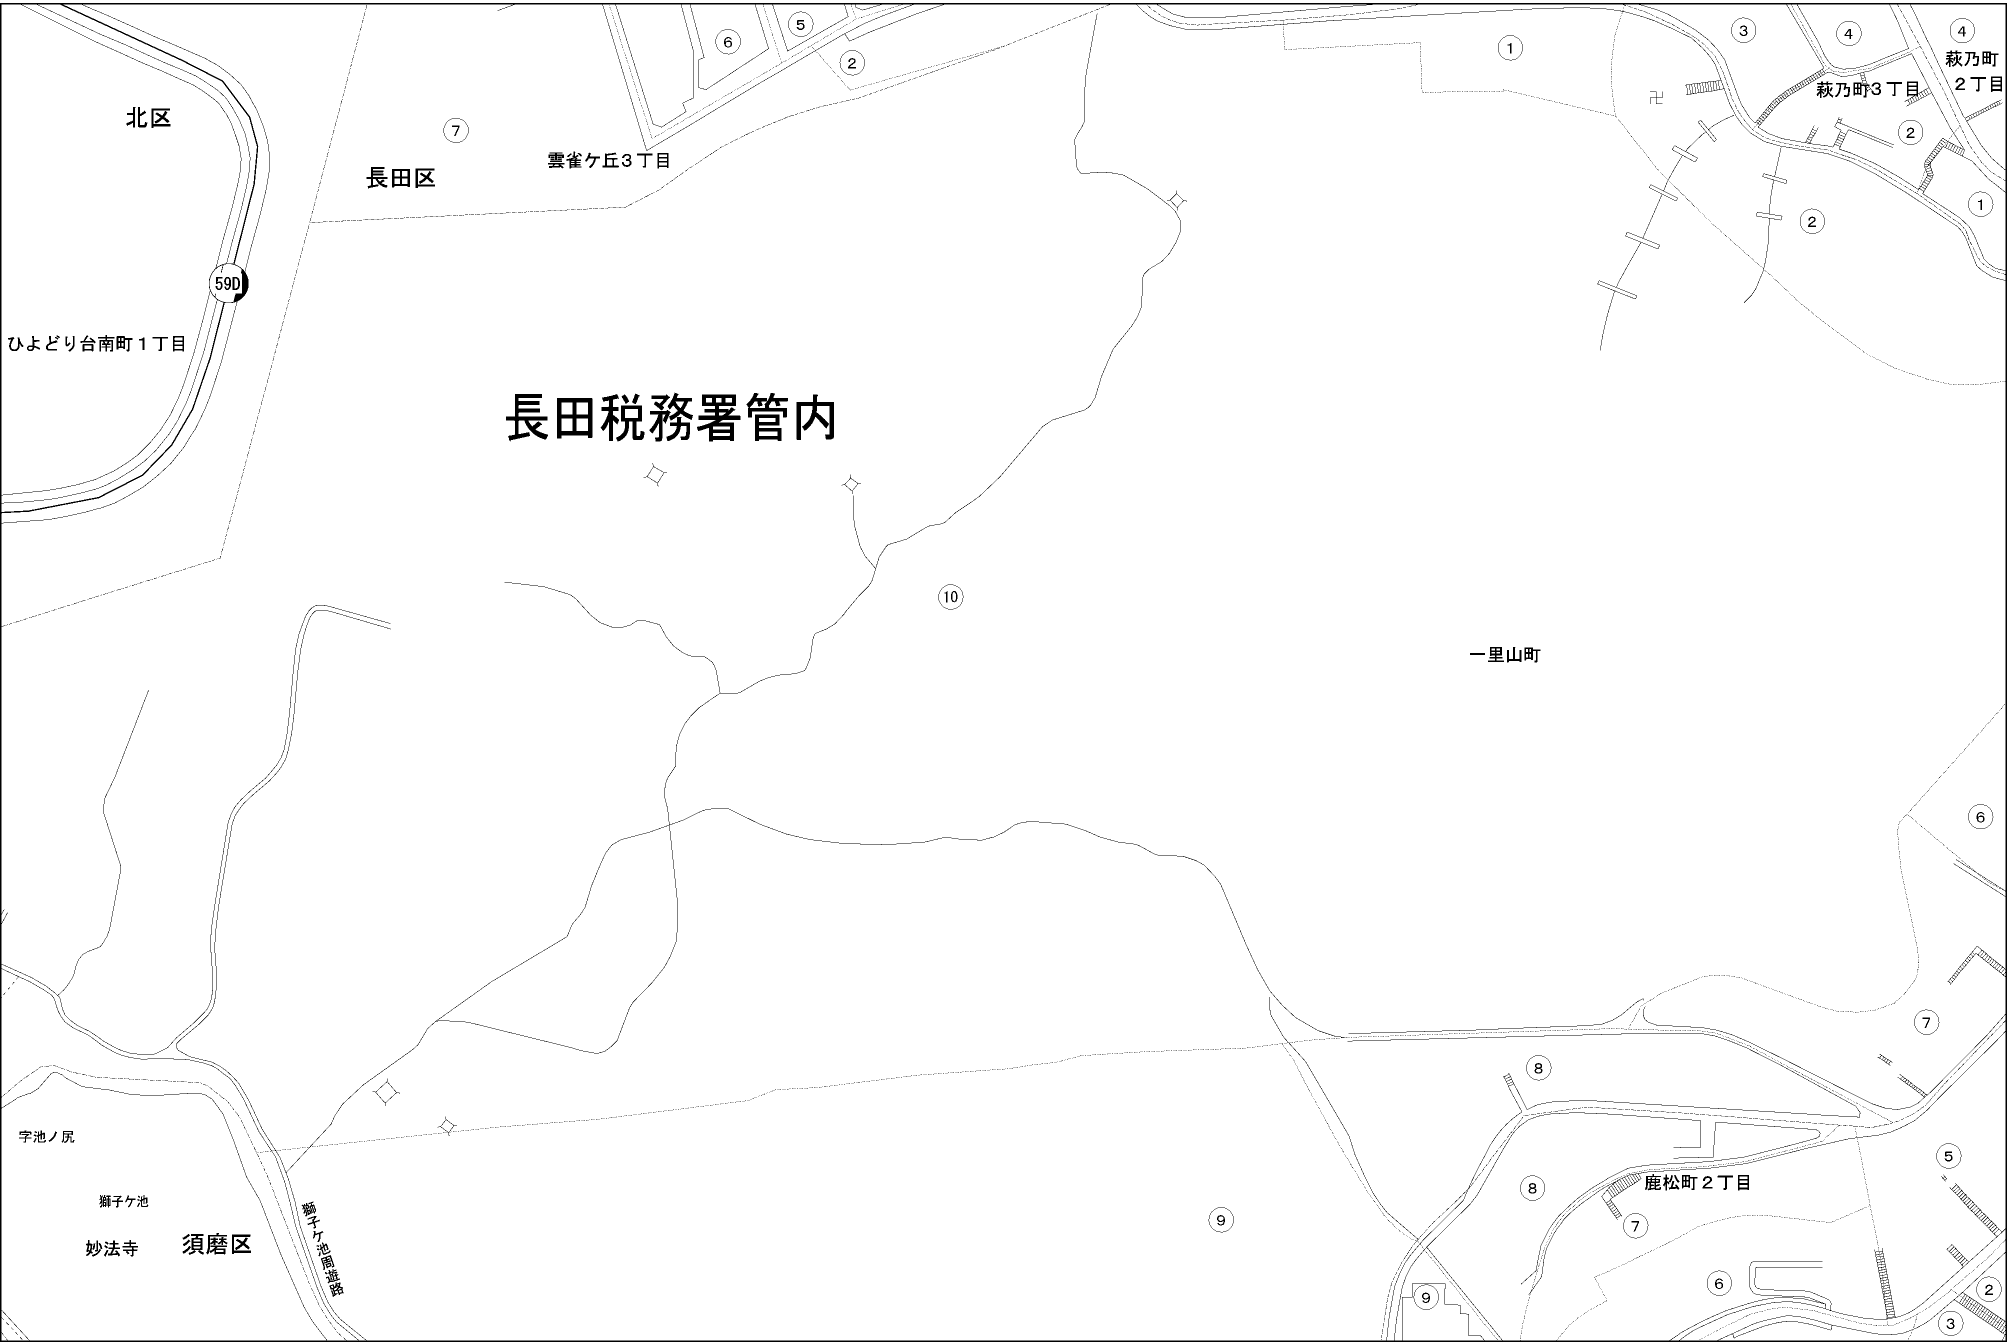 ⑥
⑤
②
①
③
④
④
萩乃町
２丁目
萩乃町３丁目
北区
⑦
②
雲雀ケ丘３丁目
長田区
①
②
59D
ひよどり台南町１丁目
長田税務署管内
⑩
一里山町
⑥
⑦
⑧
字池ノ尻
⑤
鹿松町２丁目
⑧
獅子ケ池
⑨
⑦
妙法寺
須磨区
獅子ケ池周遊路
⑥
②
⑨
③